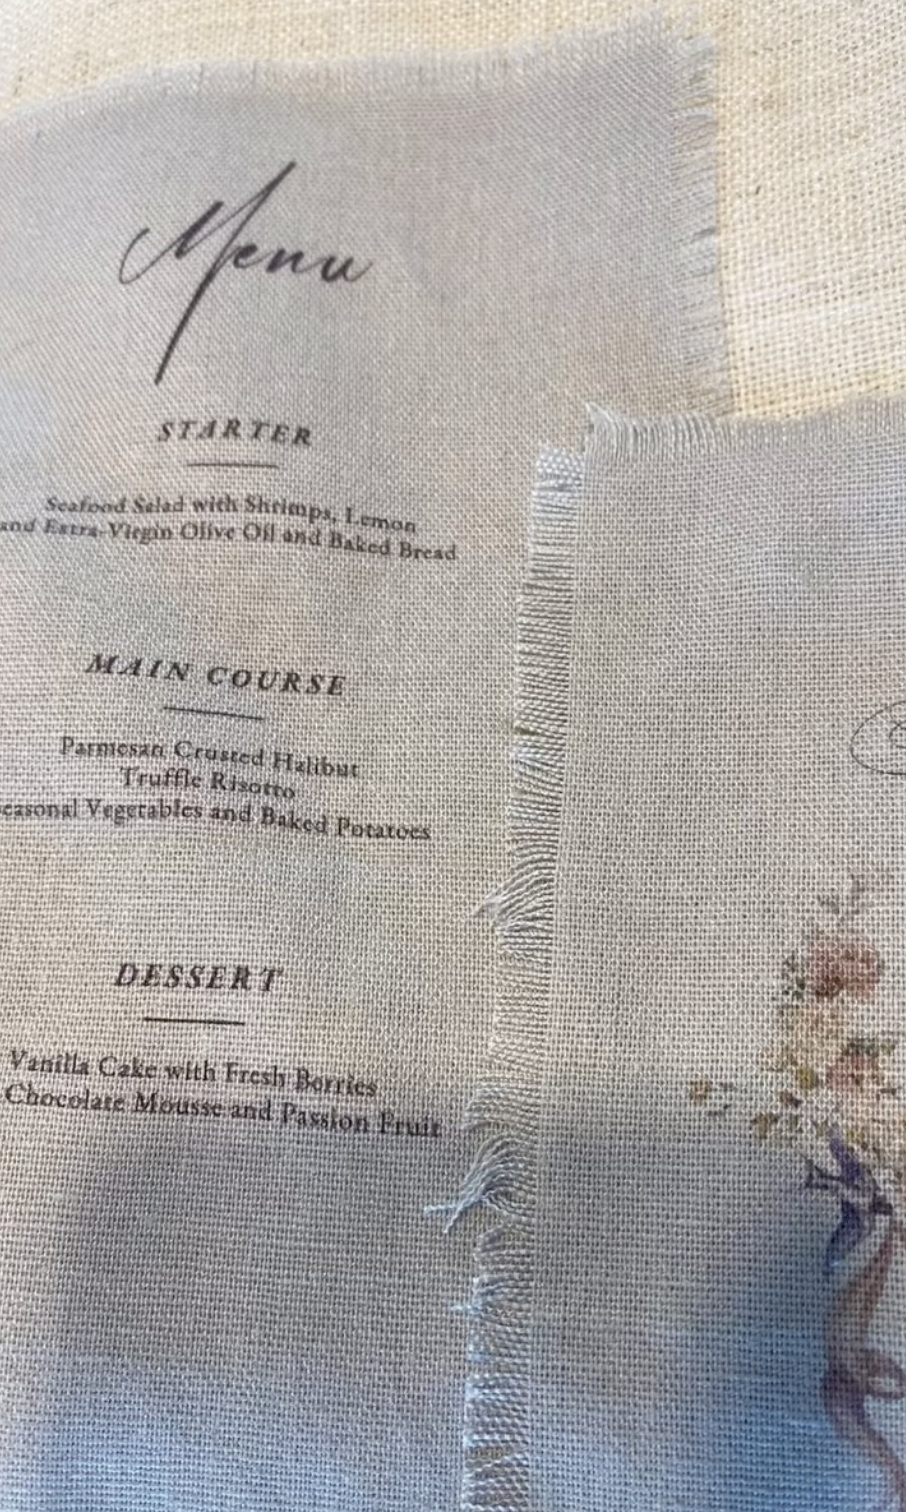 Menu
STARTER
Seafood Salad with Shrimps, Lemon
and Extra-Virgin Olive Oil and Baked Bread
MAIN COURSE
Parmesan Crusted Halibut
Truffle Risotto
easonal Vegetables and Baked Potatoes
DESSERT
Vanilla Cake with Fresh Berries
Chocolate Mousse and Passion Fruit